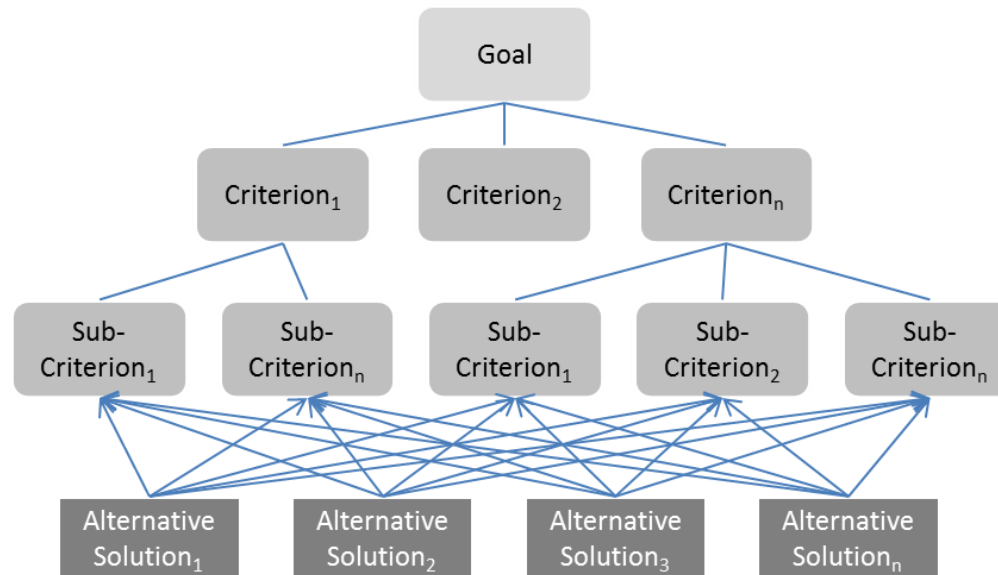 Goal
Criterion₁
Criterion₂
Criterionₙ
Sub-
Criterion₁
Sub-
Criterionₙ
Sub-
Criterion₁
Sub-
Criterion₂
Sub-
Criterionₙ
Alternative
Solution₁
Alternative
Solution₂
Alternative
Solution₃
Alternative
Solutionₙ